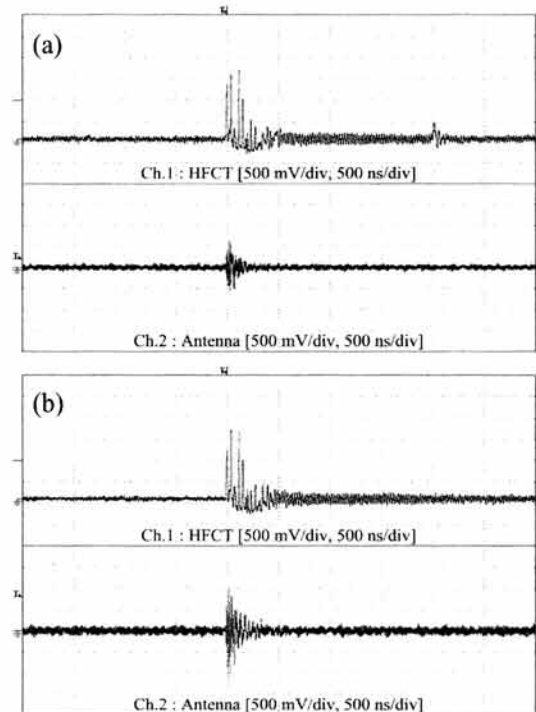 (a)
Ch.1 : HFCT [500 mV/div, 500 ns/div]
Ch.2 : Antenna [500 mV/div, 500 ns/div]
(b)
Ch.1 : HFCT [500 mV/div, 500 ns/div]
Ch.2 : Antenna [500 mV/div, 500 ns/div]